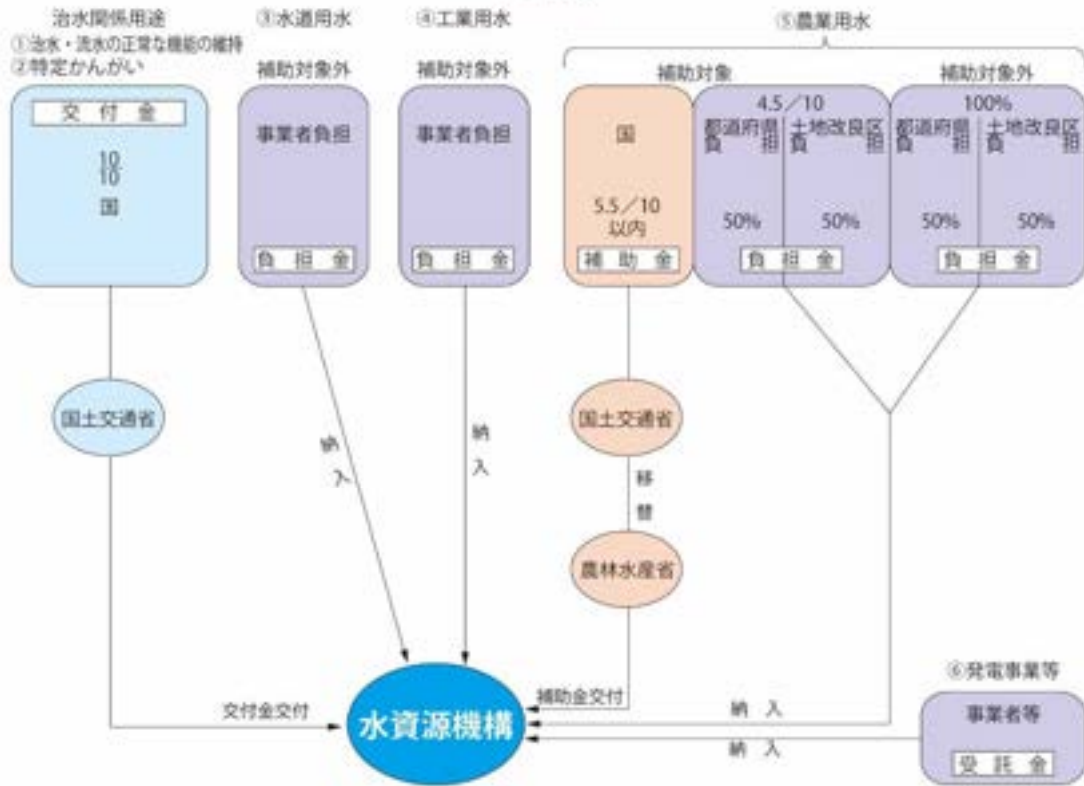 治水関係用途
①治水・流水の正常な機能の維持
②特定かんがい
交付金
10
10
国
国土交通省
交付金交付
③水道用水
補助対象外
事業者負担
負担金
納入
④工業用水
補助対象外
事業者負担
負担金
納入
⑤農業用水
補助対象
国
5.5／10
以内
補助金
国土交通省
移替
農林水産省
補助金交付
4.5／10
都道府県
負担
土地改良区
負担
50%
50%
負担金
補助対象外
100%
都道府県
負担
土地改良区
負担
50%
50%
負担金
納入
⑥発電事業等
事業者等
受託金
納入
水資源機構